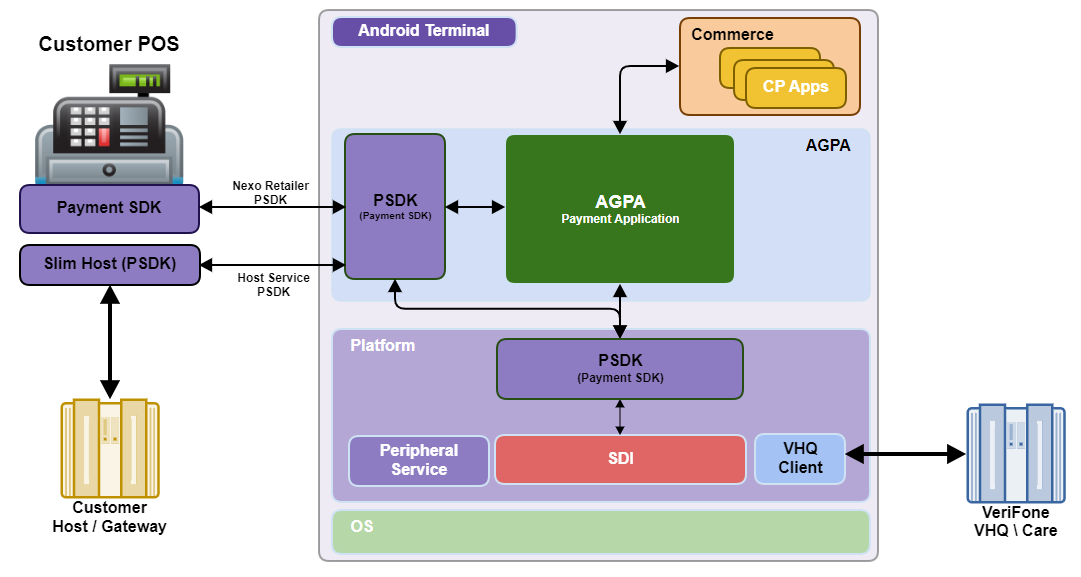 Customer POS
Payment SDK
Slim Host (PSDK)
Customer
Host / Gateway
Nexo Retailer
PSDK
Host Service
PSDK
Android Terminal
Commerce
CP Apps
AGPA
PSDK
(Payment SDK)
AGPA
Payment Application
Platform
PSDK
(Payment SDK)
Peripheral
Service
SDI
VHQ
Client
OS
VeriFone
VHQ \ Care